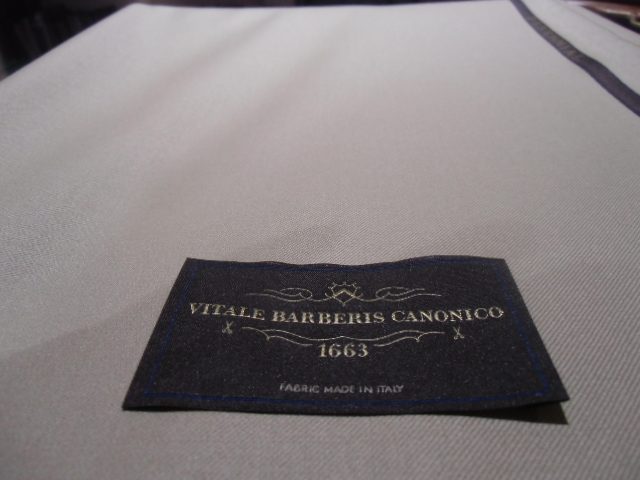 VITALE BARBERIS CANONICO
1663
FABRIC MADE IN ITALY